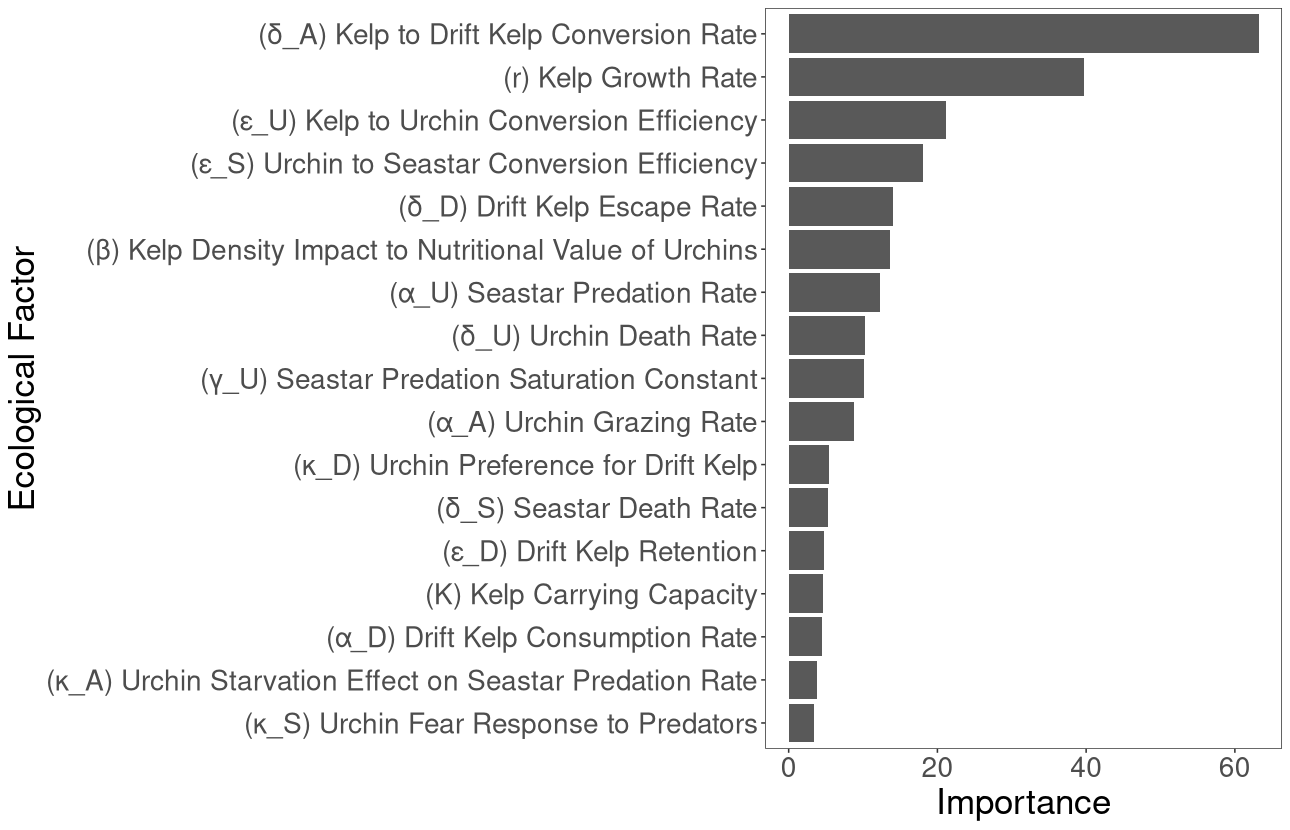 Ecological Factor
(δ_A) Kelp to Drift Kelp Conversion Rate
(r) Kelp Growth Rate
(ε_U) Kelp to Urchin Conversion Efficiency
(ε_S) Urchin to Seastar Conversion Efficiency
(δ_D) Drift Kelp Escape Rate
(β) Kelp Density Impact to Nutritional Value of Urchins
(α_U) Seastar Predation Rate
(δ_U) Urchin Death Rate
(γ_U) Seastar Predation Saturation Constant
(α_A) Urchin Grazing Rate
(κ_D) Urchin Preference for Drift Kelp
(δ_S) Seastar Death Rate
(ε_D) Drift Kelp Retention
(K) Kelp Carrying Capacity
(α_D) Drift Kelp Consumption Rate
(κ_A) Urchin Starvation Effect on Seastar Predation Rate
(κ_S) Urchin Fear Response to Predators
0 20 40 60
Importance